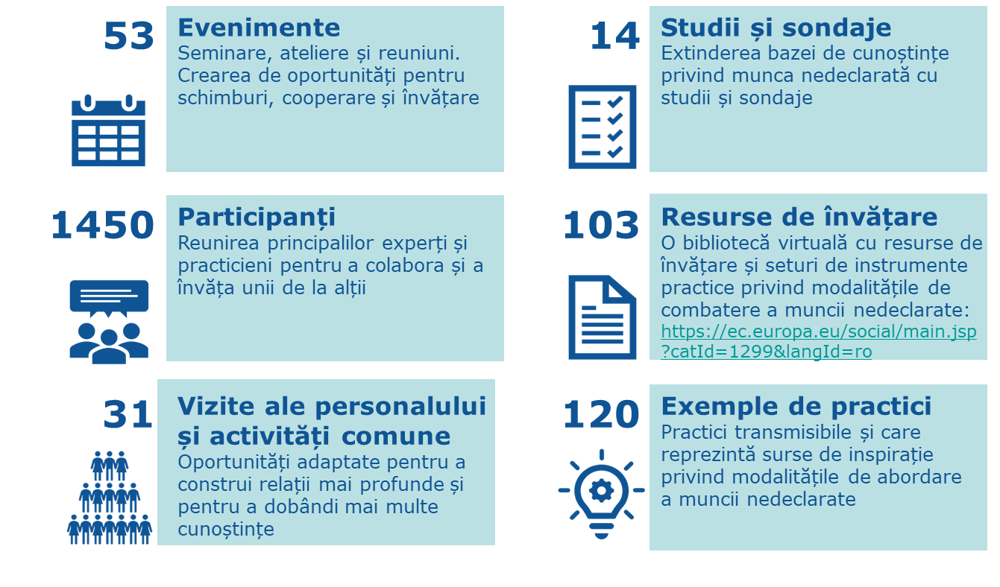 53
Evenimente
Seminare, ateliere și reuniuni.
Crearea de oportunități pentru
schimburi, cooperare și învățare
14
Studii și sondaje
Extinderea bazei de cunoștințe
privind munca nedeclarată cu
studii și sondaje
1450
Participanți
Reunirea principalilor experți și
practicieni pentru a colabora și a
învăța unii de la alții
103
Resurse de învățare
O bibliotecă virtuală cu resurse de
învățare și seturi de instrumente
practice privind modalitățile de
combatere a muncii nedeclarate:
https://ec.europa.eu/social/main.jsp
?catId=1299&langId=ro
31
Vizite ale personalului
și activități comune
Oportunități adaptate pentru a
construi relații mai profunde și
pentru a dobândi mai multe
cunoștințe
120
Exemple de practici
Practici transmisibile și care
reprezintă surse de inspirație
privind modalitățile de abordare
a muncii nedeclarate